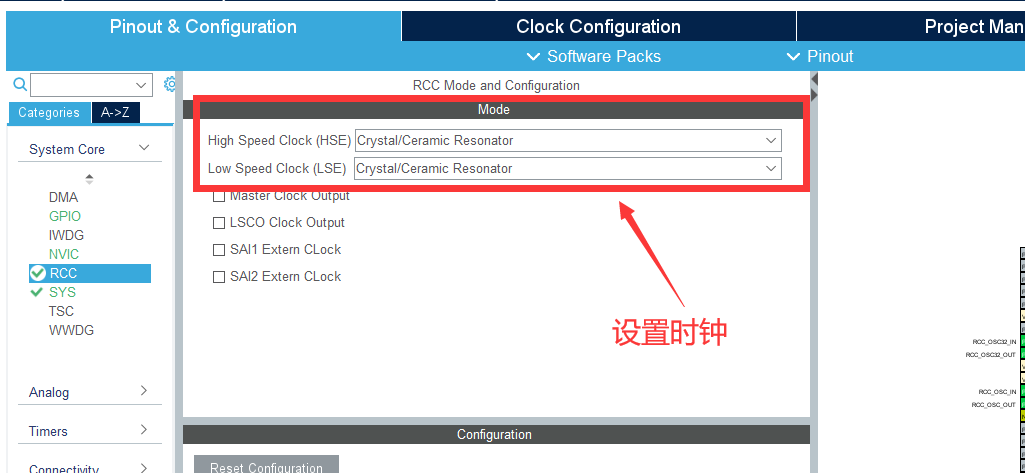 Pinout & Configuration
Clock Configuration
Project Man
Software Packs
Pinout
RCC Mode and Configuration
Categories
A->Z
Mode
System Core
High Speed Clock (HSE)
Crystal/Ceramic Resonator
Low Speed Clock (LSE)
Crystal/Ceramic Resonator
Master Clock Output
LSCO Clock Output
SAI1 Extern CLock
SAI2 Extern CLock
DMA
GPIO
IWDG
NVIC
RCC
SYS
TSC
WWDG
设置时钟
RCC_OSC32_IN
RCC_OSC32_OUT
RCC_OSC_IN
RCC_OSC_OUT
Analog
Timers
Connectivity
Configuration
Reset Configuration